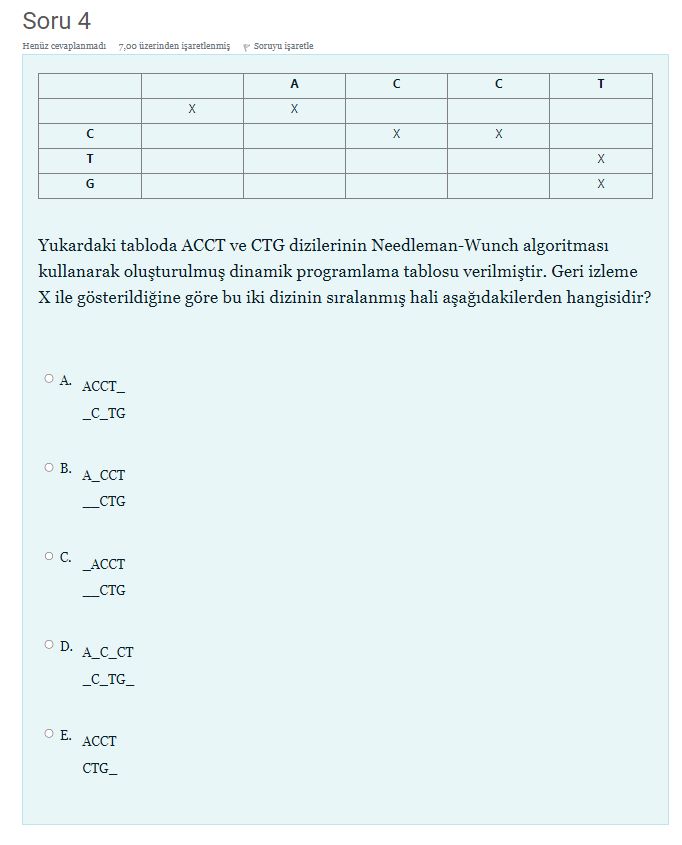 Soru 4
Henüz cevaplanmadı 7,00 üzerinden işaretlenmiş Soruyu işaretle
A C C T
X X
C X X
T X
G X
Yukardaki tabloda ACCT ve CTG dizilerinin Needleman-Wunch algoritması
kullanarak oluşturulmuş dinamik programlama tablosu verilmiştir. Geri izleme
X ile gösterildiğine göre bu iki dizinin sıralanmış hali aşağıdakilerden hangisidir?
A. ACCT_
_C_TG
B. A_CCT
__CTG
C. _ACCT
__CTG
D. A_C_CT
_C_TG_
E. ACCT
CTG_